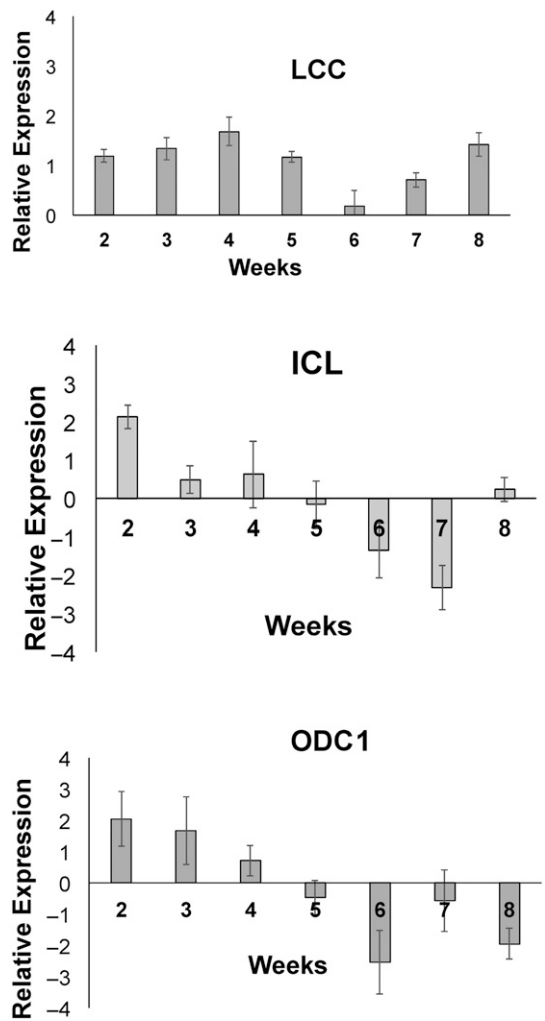 LCC
Relative Expression
4
3
2
1
0
2 3 4 5 6 7 8
Weeks
ICL
Relative Expression
4
3
2
1
0
–1
–2
–3
–4
2 3 4 5 6 7 8
Weeks
ODC1
Relative Expression
4
3
2
1
0
–1
–2
–3
–4
2 3 4 5 6 7 8
Weeks